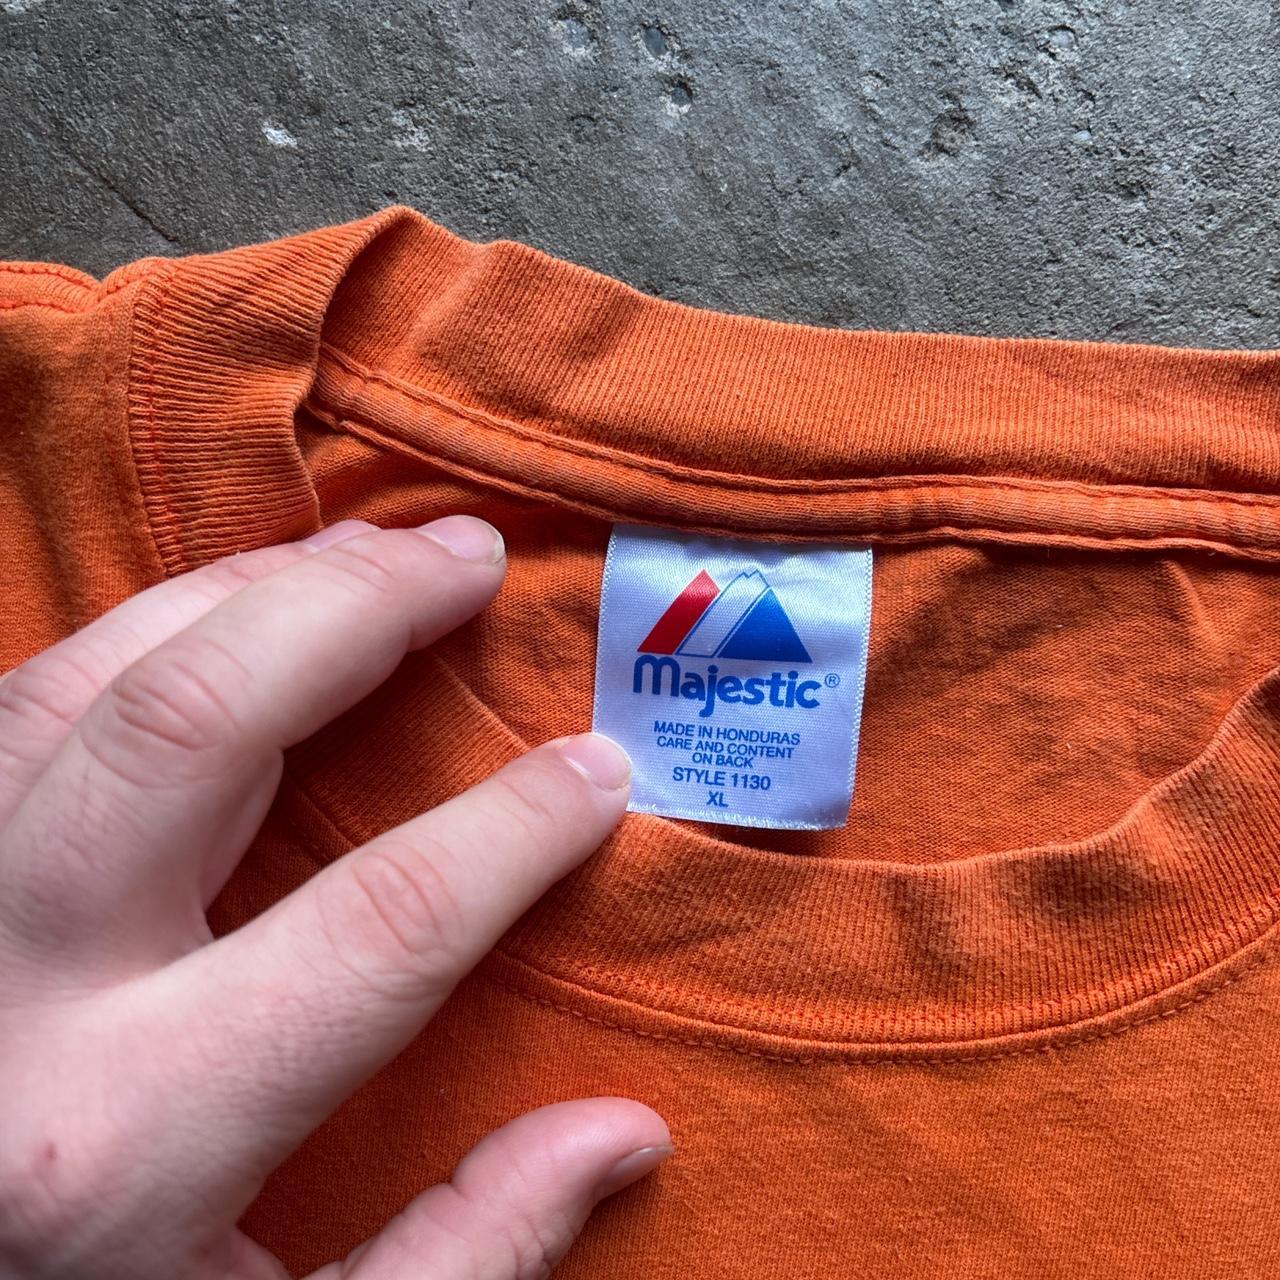 Majestic®
MADE IN HONDURAS
CARE AND CONTENT
ON BACK
STYLE 1130
XL